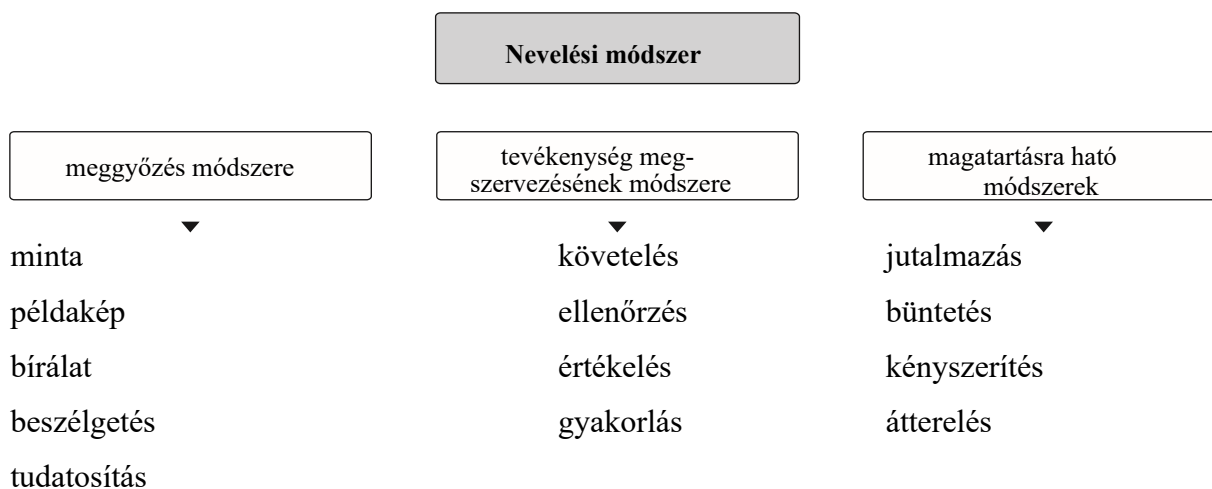 Nevelési módszer
meggyőzés módszere
tevékenység meg-
szervezésének módszere
magatartásra ható
módszerek
minta
példakép
bírálat
beszélgetés
tudatosítás
követelés
ellenőrzés
értékelés
gyakorlás
jutalmazás
büntetés
kényszerítés
átterelés